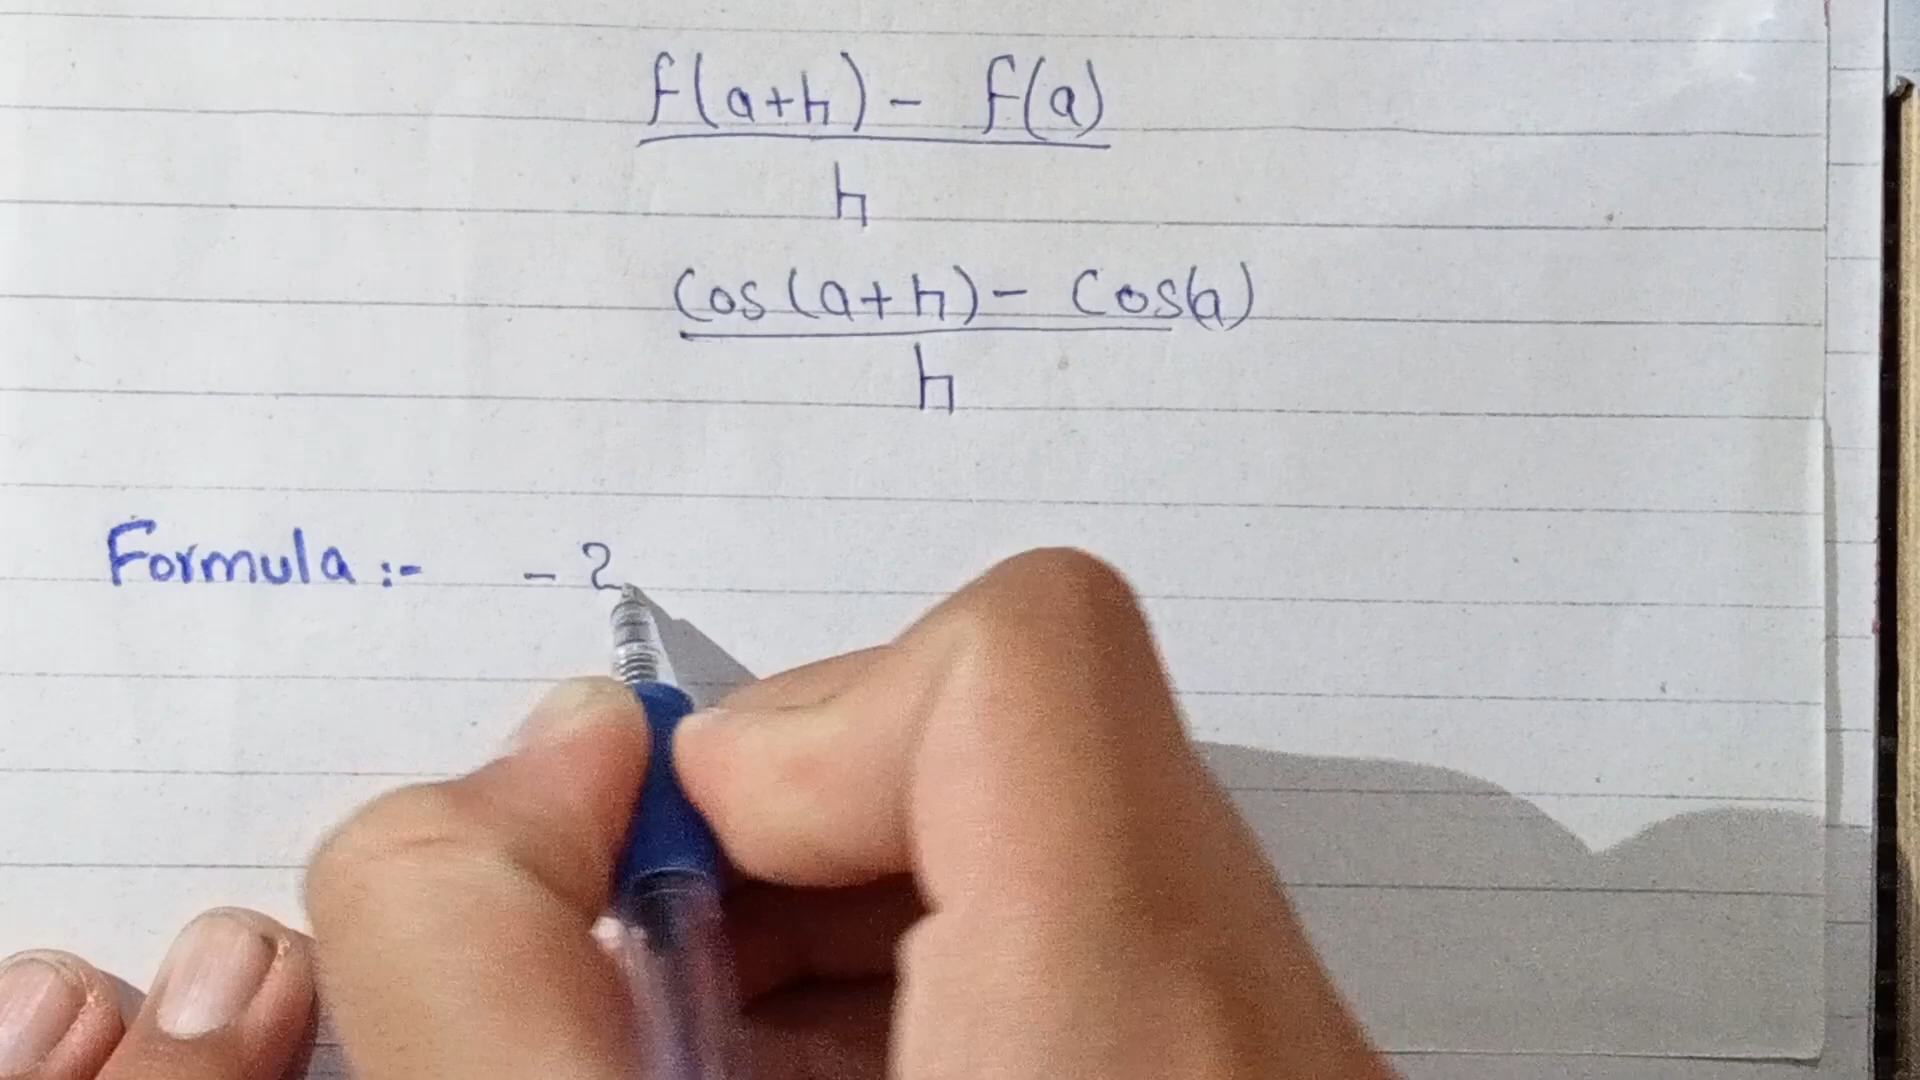 f(a+h) - f(a)
h
Cos(a+h) - Cos(a)
h
Formula :- - 2